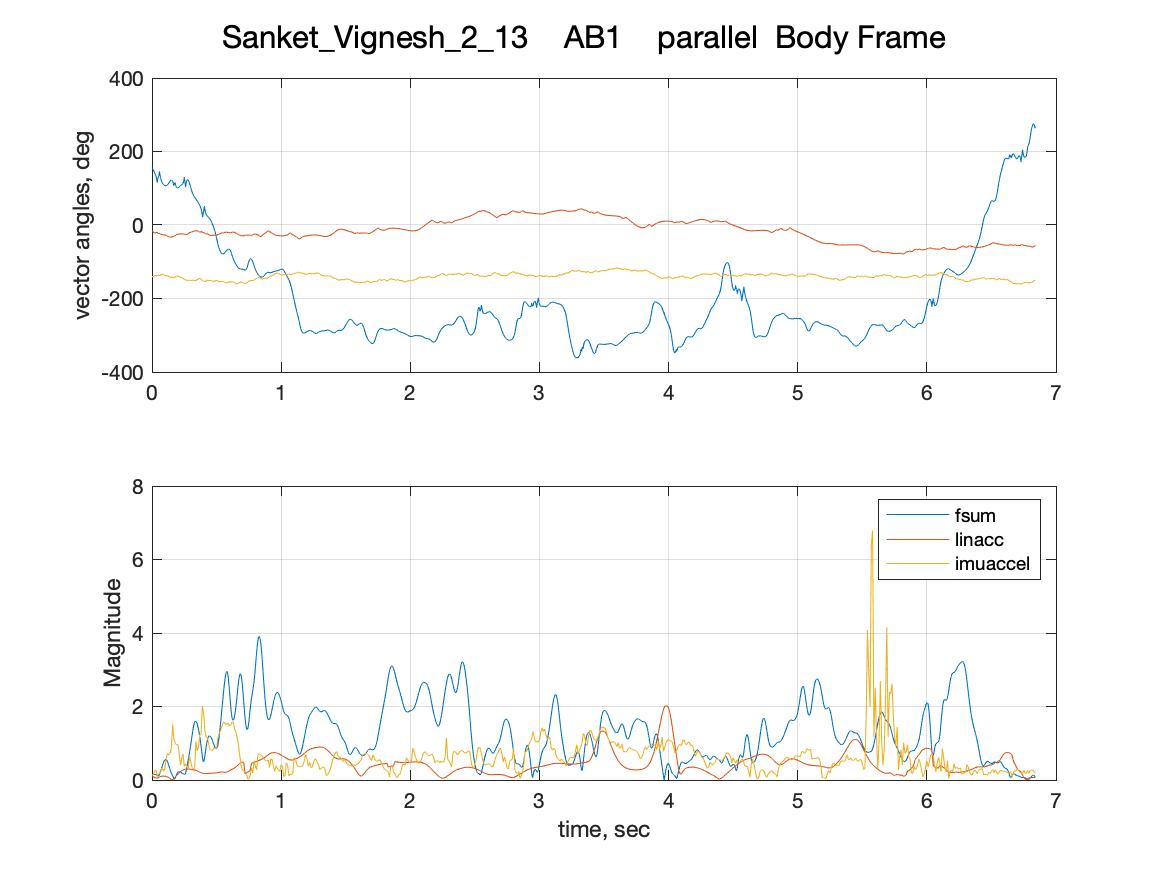 Sanket_Vignesh_2_13 AB1 parallel Body Frame
400
200
0
-200
-400
vector angles, deg
0 1 2 3 4 5 6 7
8
6
4
2
0
Magnitude
fsum
linacc
imuaccel
0 1 2 3 4 5 6 7
time, sec